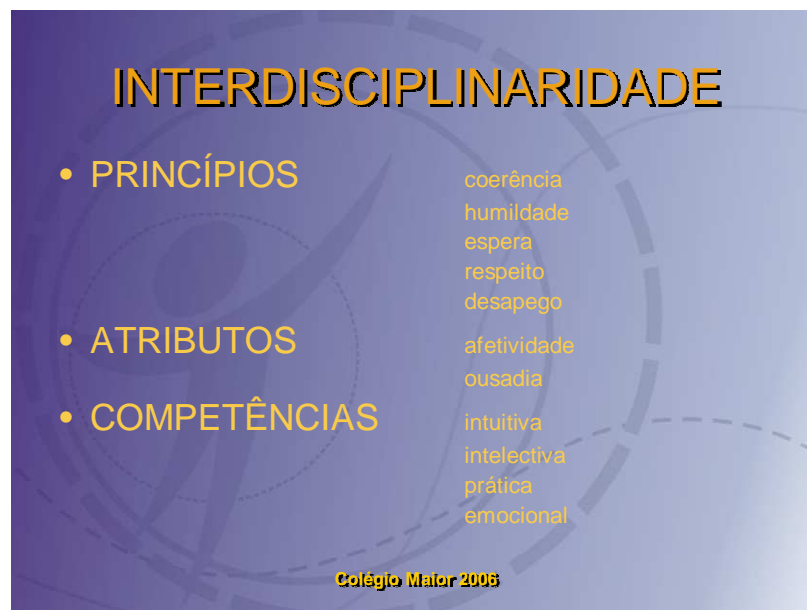 INTERDISCIPLINARIDADE
• PRINCÍPIOS coerência
humildade
espera
respeito
desapego
• ATRIBUTOS afetividade
ousadia
• COMPETÊNCIAS intuitiva
intelectiva
prática
emocional
Colégio Maior 2006